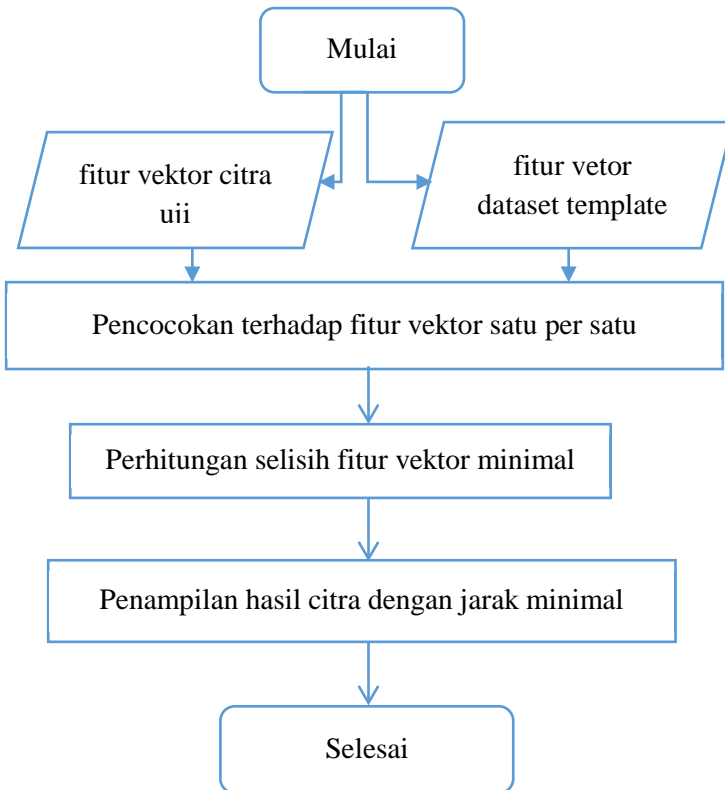 Mulai
fitur vektor citra
uji
fitur vetor
dataset template
Pencocokan terhadap fitur vektor satu per satu
Perhitungan selisih fitur vektor minimal
Penampilan hasil citra dengan jarak minimal
Selesai